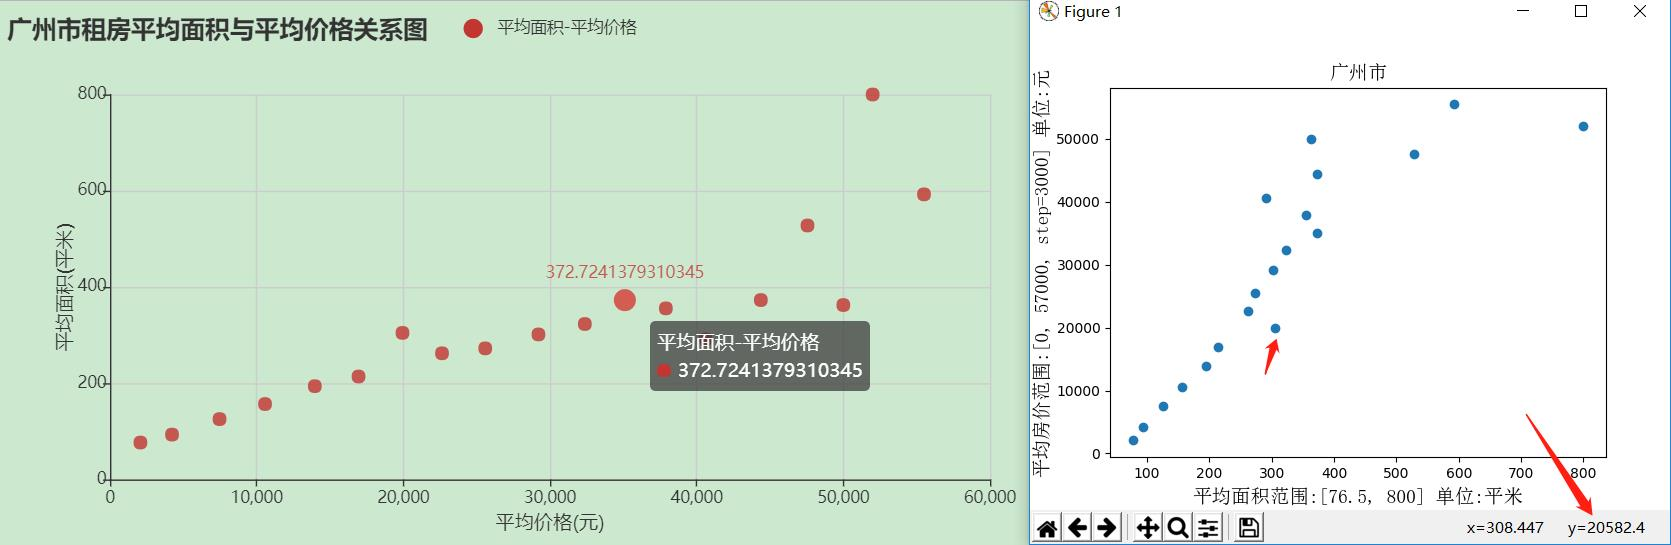 广州市租房平均面积与平均价格关系图
平均面积-平均价格
800
600
400
200
0
平均面积(平米)
372.7241379310345
平均面积-平均价格
372.7241379310345
0 10,000 20,000 30,000 40,000 50,000 60,000
平均价格(元)
Figure 1
广州市
平均房价范围:[0, 57000, step=3000] 单位:元
50000
40000
30000
20000
10000
0
100 200 300 400 500 600 700 800
平均面积范围:[76.5, 800] 单位:平米
x=308.447 y=20582.4